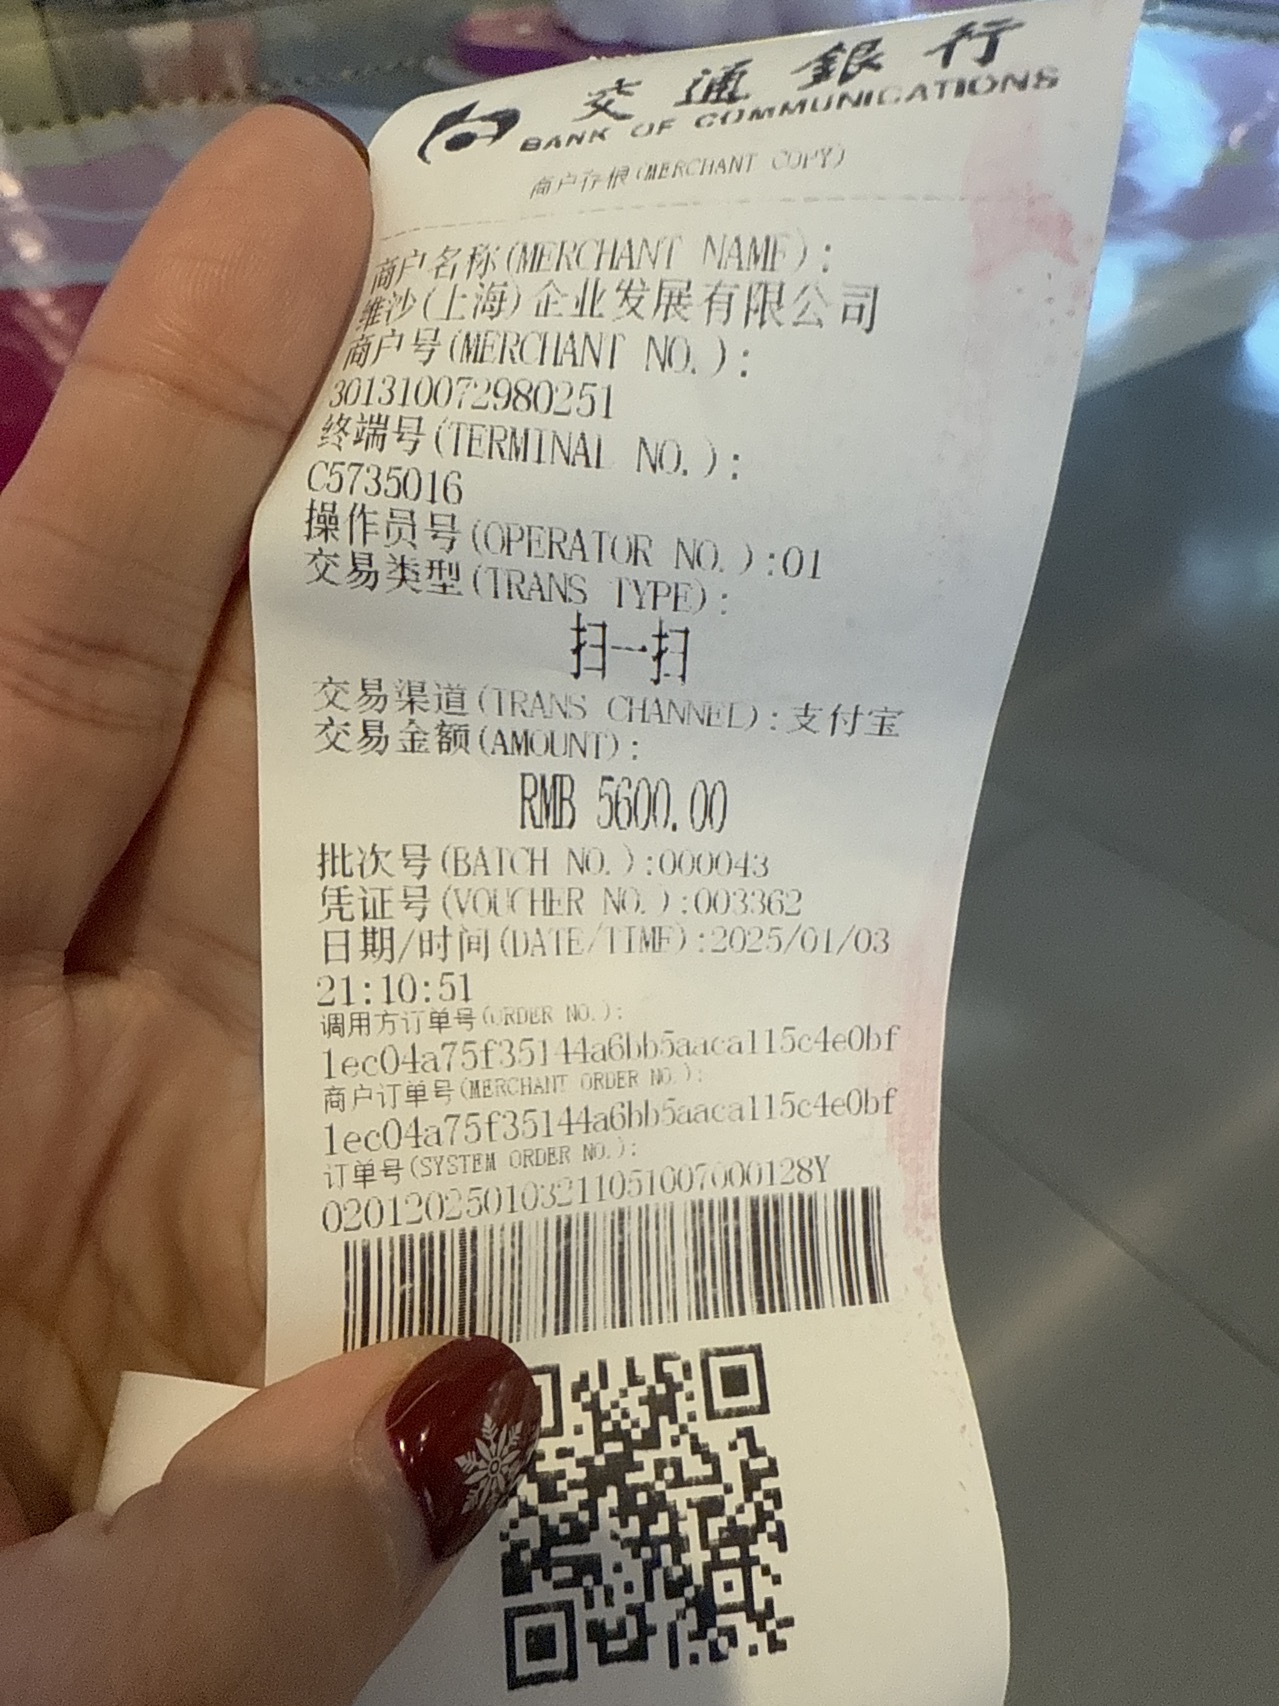 交通銀行
BANK OF COMMUNICATIONS
商户存根(MERCHANT COPY)
商户名称(MERCHANT NAME):
维沙(上海)企业发展有限公司
商户号(MERCHANT NO.):
301310072980251
终端号(TERMINAL NO.):
C5735016
操作员号(OPERATOR NO.):01
交易类型(TRANS TYPE):
扫一扫
交易渠道(TRANS CHANNEL):支付宝
交易金额(AMOUNT):
RMB 5600.00
批次号(BATCH NO.):000043
凭证号(VOUCHER NO.):003362
日期/时间(DATE/TIME):2025/01/03
21:10:51
调用方订单号(ORDER NO.):
1ec04a75f35144a6bb5aaca115c4e0bf
商户订单号(MERCHANT ORDER NO.):
1ec04a75f35144a6bb5aaca115c4e0bf
订单号(SYSTEM ORDER NO.):
02012025010321105100700​0128Y